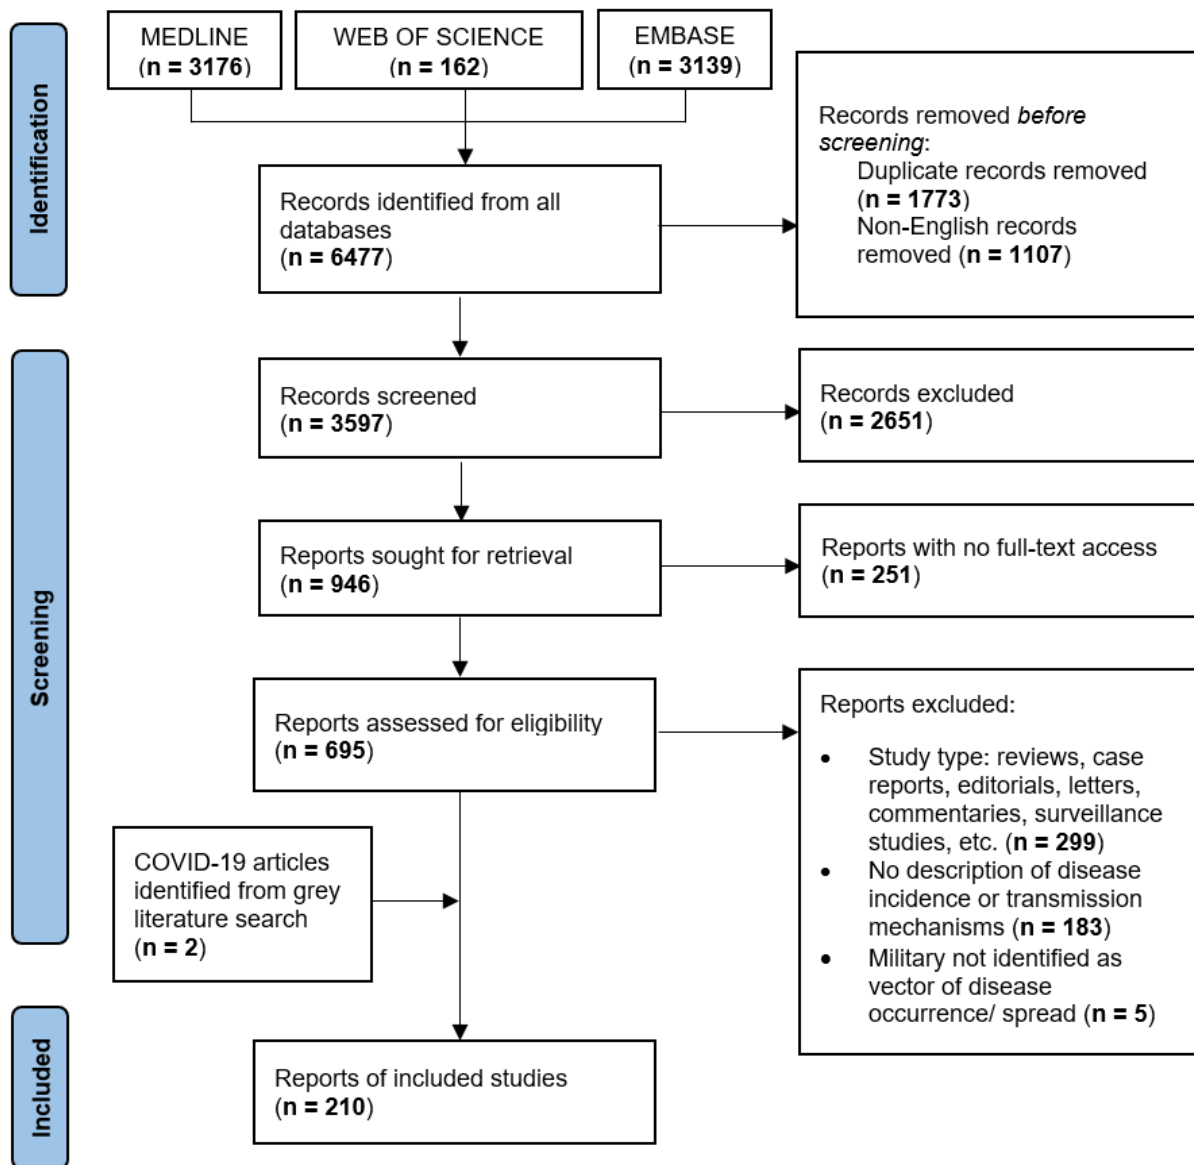 Identification
MEDLINE
(n = 3176)
WEB OF SCIENCE
(n = 162)
EMBASE
(n = 3139)
Records identified from all
databases
(n = 6477)
Records removed before
screening:
Duplicate records removed
(n = 1773)
Non-English records
removed (n = 1107)
Screening
Records screened
(n = 3597)
Records excluded
(n = 2651)
Reports sought for retrieval
(n = 946)
Reports with no full-text access
(n = 251)
Reports assessed for eligibility
(n = 695)
Reports excluded:
• Study type: reviews, case
reports, editorials, letters,
commentaries, surveillance
studies, etc. (n = 299)
• No description of disease
incidence or transmission
mechanisms (n = 183)
• Military not identified as
vector of disease
occurrence/ spread (n = 5)
COVID-19 articles
identified from grey
literature search
(n = 2)
Included
Reports of included studies
(n = 210)